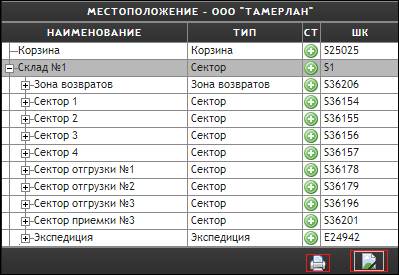 МЕСТОПОЛОЖЕНИЕ - ООО "ТАМЕРЛАН"
НАИМЕНОВАНИЕ ТИП СТ ШК
Корзина Корзина S25025
Склад №1 Сектор S1
Зона возвратов Зона возвратов S36206
Сектор 1 Сектор S36154
Сектор 2 Сектор S36155
Сектор 3 Сектор S36156
Сектор 4 Сектор S36157
Сектор отгрузки №1 Сектор S36178
Сектор отгрузки №2 Сектор S36179
Сектор отгрузки №3 Сектор S36196
Сектор приемки №3 Сектор S36201
Экспедиция Экспедиция E24942